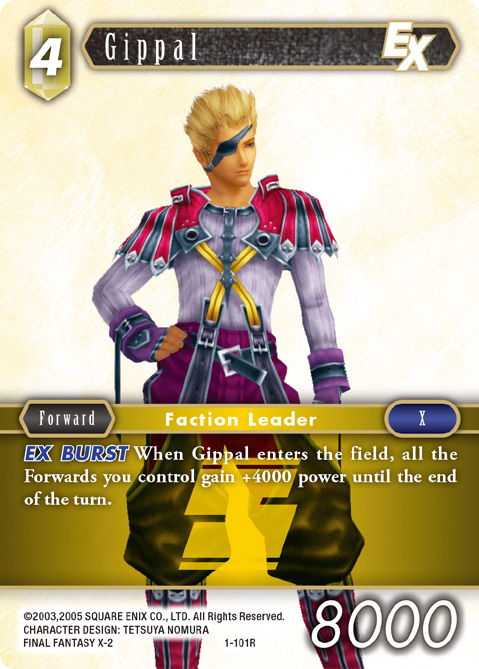 4
Gippal
EX
Forward
Faction Leader
X
EX BURST When Gippal enters the field, all the
Forwards you control gain +4000 power until the end
of the turn.
©2003,2005 SQUARE ENIX CO., LTD. All Rights Reserved.
CHARACTER DESIGN: TETSUYA NOMURA
FINAL FANTASY X-2
1-101R
8000